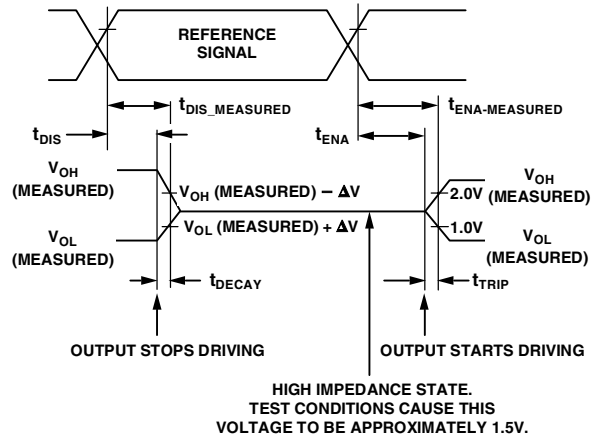 REFERENCE
SIGNAL
tDIS_MEASURED
tENA-MEASURED
tDIS
tENA
VOH
(MEASURED)
VOH (MEASURED) – ΔV
2.0V
VOH
(MEASURED)
VOL
(MEASURED)
VOL (MEASURED) + ΔV
1.0V
VOL
(MEASURED)
tDECAY
tTRIP
OUTPUT STOPS DRIVING
OUTPUT STARTS DRIVING
HIGH IMPEDANCE STATE.
TEST CONDITIONS CAUSE THIS
VOLTAGE TO BE APPROXIMATELY 1.5V.